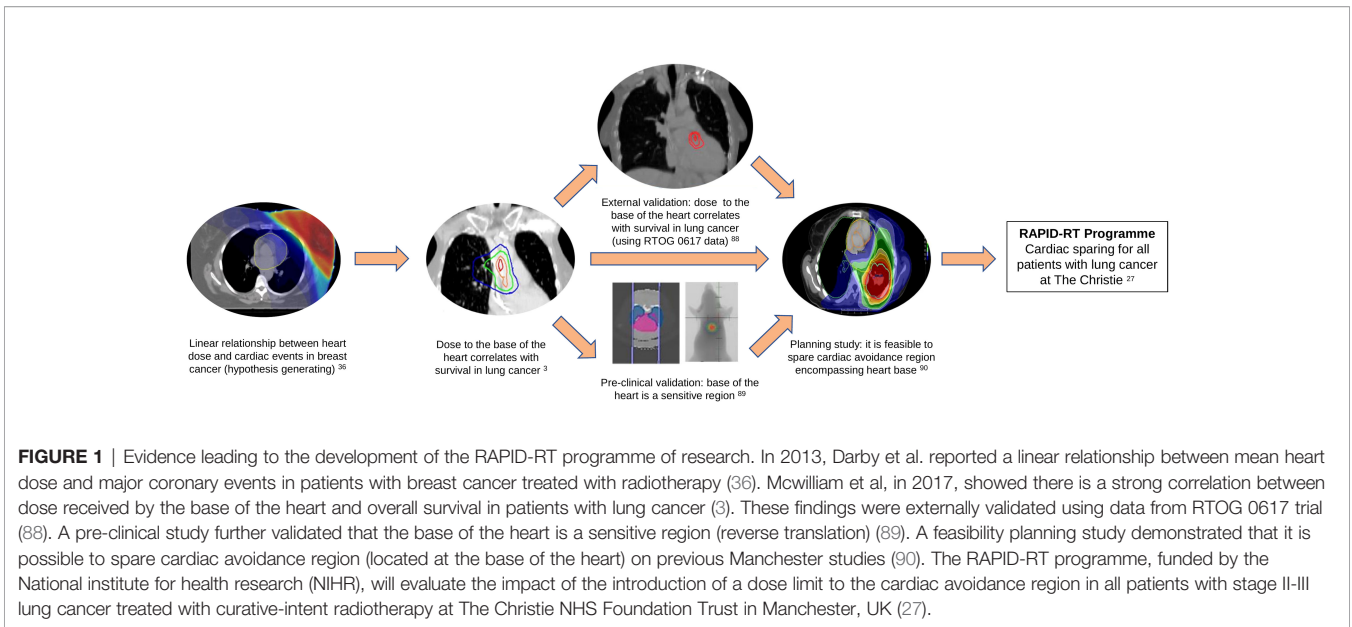 External validation: dose to the
base of the heart correlates
with survival in lung cancer
(using RTOG 0617 data) 88
RAPID-RT Programme
Cardiac sparing for all
patients with lung cancer
at The Christie 27
Linear relationship between heart
dose and cardiac events in breast
cancer (hypothesis generating) 36
Dose to the base of the
heart correlates with
survival in lung cancer 3
Pre-clinical validation: base of the
heart is a sensitive region 89
Planning study: it is feasible to
spare cardiac avoidance region
encompassing heart base 90
FIGURE 1 | Evidence leading to the development of the RAPID-RT programme of research. In 2013, Darby et al. reported a linear relationship between mean heart
dose and major coronary events in patients with breast cancer treated with radiotherapy (36). Mcwilliam et al, in 2017, showed there is a strong correlation between
dose received by the base of the heart and overall survival in patients with lung cancer (3). These findings were externally validated using data from RTOG 0617 trial
(88). A pre-clinical study further validated that the base of the heart is a sensitive region (reverse translation) (89). A feasibility planning study demonstrated that it is
possible to spare cardiac avoidance region (located at the base of the heart) on previous Manchester studies (90). The RAPID-RT programme, funded by the
National institute for health research (NIHR), will evaluate the impact of the introduction of a dose limit to the cardiac avoidance region in all patients with stage II-III
lung cancer treated with curative-intent radiotherapy at The Christie NHS Foundation Trust in Manchester, UK (27).